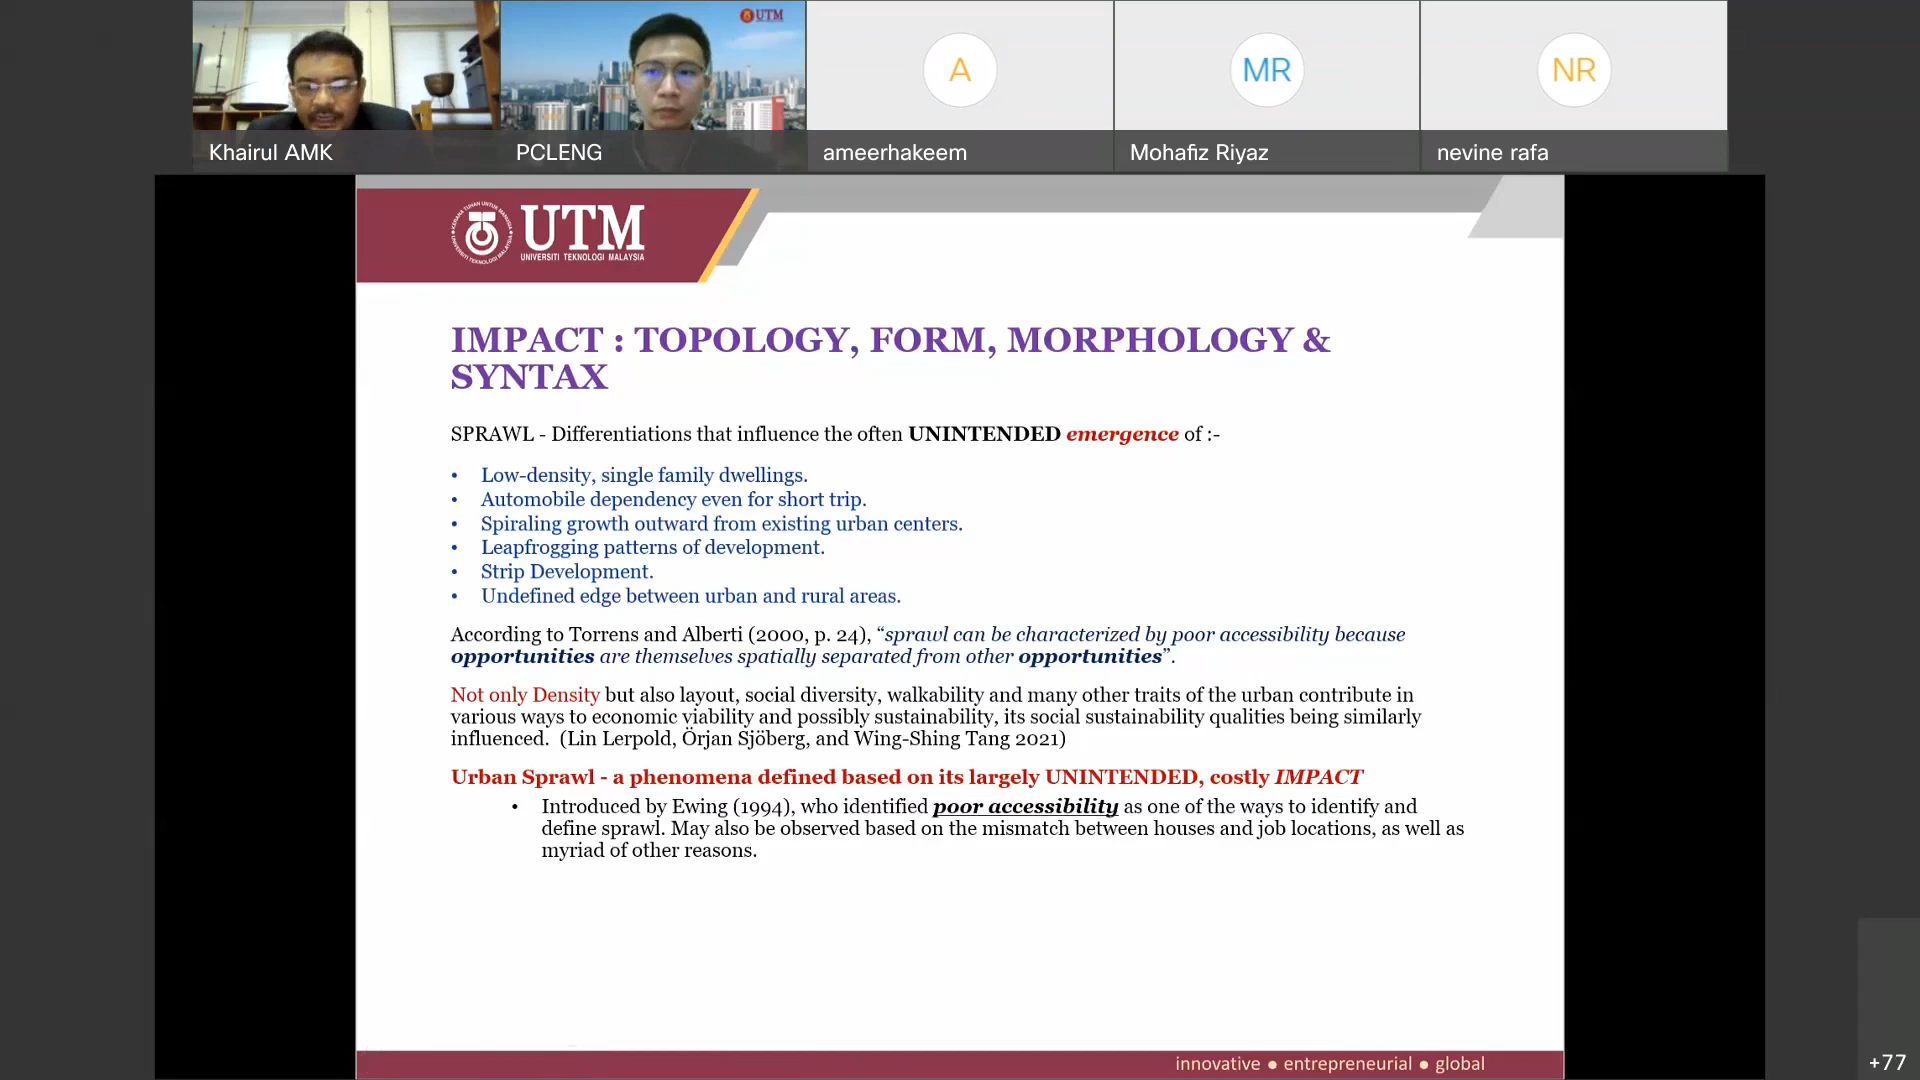 UTM
Khairul AMK
PCLENG
A
ameerhakeem
MR
Mohafiz Riyaz
NR
nevine rafa
UTM
UNIVERSITI TEKNOLOGI MALAYSIA
IMPACT : TOPOLOGY, FORM, MORPHOLOGY &
SYNTAX
SPRAWL - Differentiations that influence the often UNINTENDED emergence of :-
• Low-density, single family dwellings.
• Automobile dependency even for short trip.
• Spiraling growth outward from existing urban centers.
• Leapfrogging patterns of development.
• Strip Development.
• Undefined edge between urban and rural areas.
According to Torrens and Alberti (2000, p. 24), “sprawl can be characterized by poor accessibility because
opportunities are themselves spatially separated from other opportunities”.
Not only Density but also layout, social diversity, walkability and many other traits of the urban contribute in
various ways to economic viability and possibly sustainability, its social sustainability qualities being similarly
influenced. (Lin Lerpold, Örjan Sjöberg, and Wing-Shing Tang 2021)
Urban Sprawl - a phenomena defined based on its largely UNINTENDED, costly IMPACT
• Introduced by Ewing (1994), who identified poor accessibility as one of the ways to identify and
define sprawl. May also be observed based on the mismatch between houses and job locations, as well as
myriad of other reasons.
innovative ● entrepreneurial ● global
+77